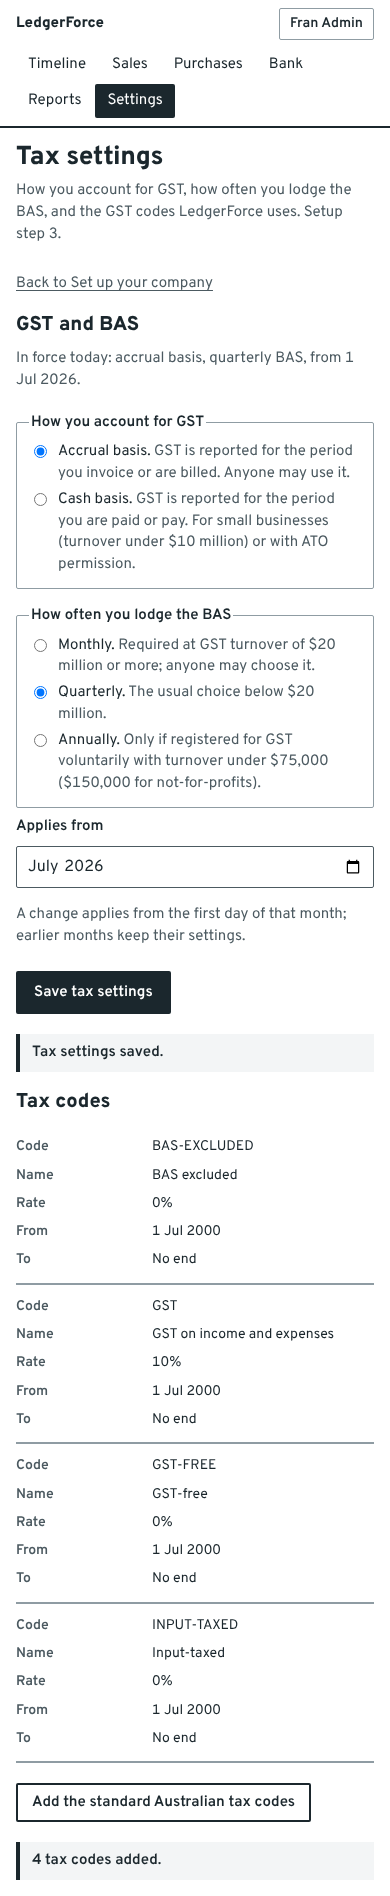 LedgerForce
Fran Admin
Timeline Sales Purchases Bank
Reports Settings
Tax settings
How you account for GST, how often you lodge the
BAS, and the GST codes LedgerForce uses. Setup
step 3.
Back to Set up your company
GST and BAS
In force today: accrual basis, quarterly BAS, from 1
Jul 2026.
How you account for GST
Accrual basis. GST is reported for the period
you invoice or are billed. Anyone may use it.
Cash basis. GST is reported for the period
you are paid or pay. For small businesses
(turnover under $10 million) or with ATO
permission.
How often you lodge the BAS
Monthly. Required at GST turnover of $20
million or more; anyone may choose it.
Quarterly. The usual choice below $20
million.
Annually. Only if registered for GST
voluntarily with turnover under $75,000
($150,000 for not-for-profits).
Applies from
July 2026
A change applies from the first day of that month;
earlier months keep their settings.
Save tax settings
Tax settings saved.
Tax codes
Code BAS-EXCLUDED
Name BAS excluded
Rate 0%
From 1 Jul 2000
To No end
Code GST
Name GST on income and expenses
Rate 10%
From 1 Jul 2000
To No end
Code GST-FREE
Name GST-free
Rate 0%
From 1 Jul 2000
To No end
Code INPUT-TAXED
Name Input-taxed
Rate 0%
From 1 Jul 2000
To No end
Add the standard Australian tax codes
4 tax codes added.